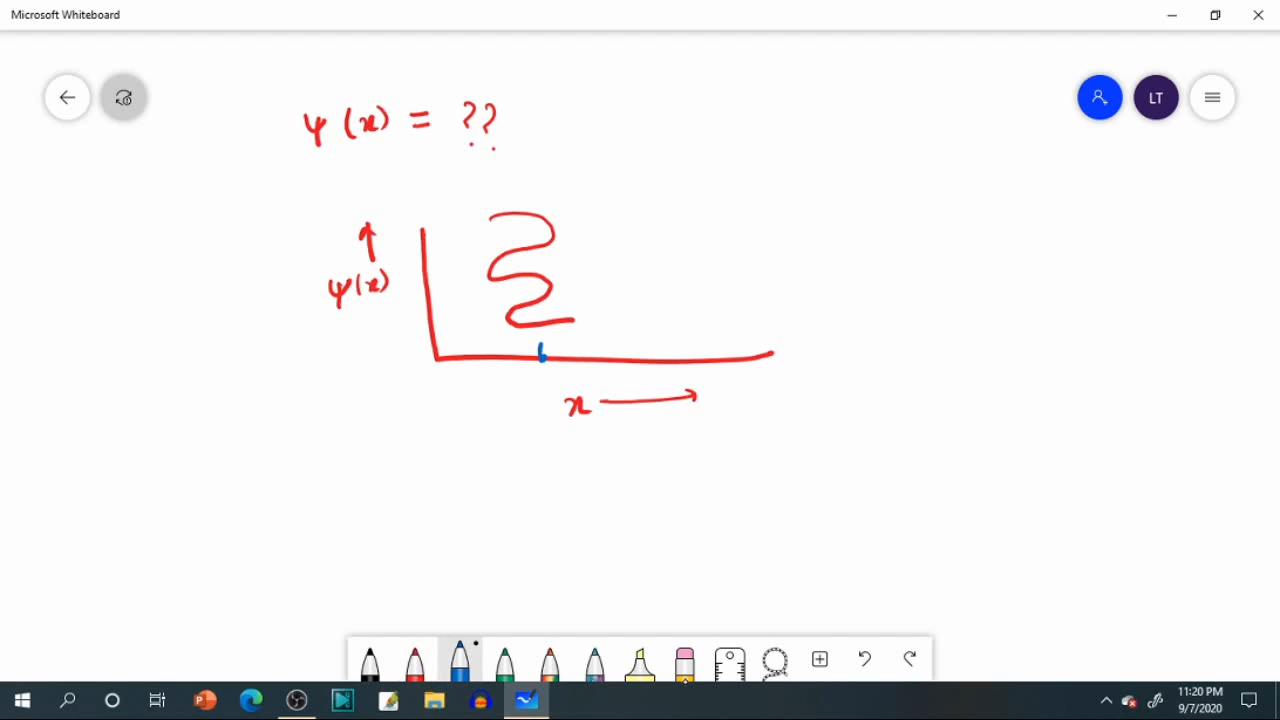 Microsoft Whiteboard
LT
ψ(x) = ??
ψ(x)
x
11:20 PM
9/7/2020